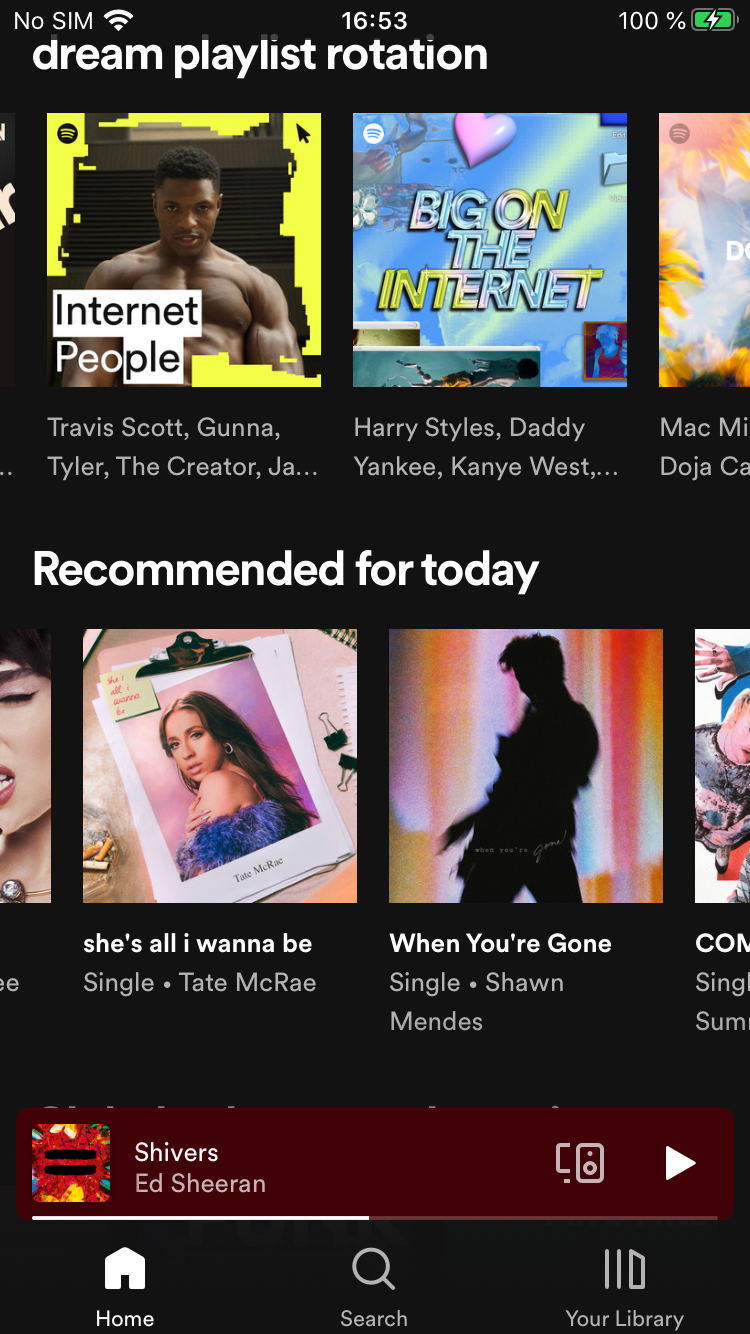 No SIM 16:53 100 %
dream playlist rotation
Internet
People
BIG ON
THE
INTERNET
Travis Scott, Gunna,
Tyler, The Creator, Ja...
Harry Styles, Daddy
Yankee, Kanye West,...
Mac Mi
Doja Ca
Recommended for today
she's
all i
wanna
be
Tate McRae
when you're gone
she's all i wanna be
Single • Tate McRae
When You're Gone
Single • Shawn
Mendes
COM
Singl
Sum
Shivers
Ed Sheeran
Home
Search
Your Library